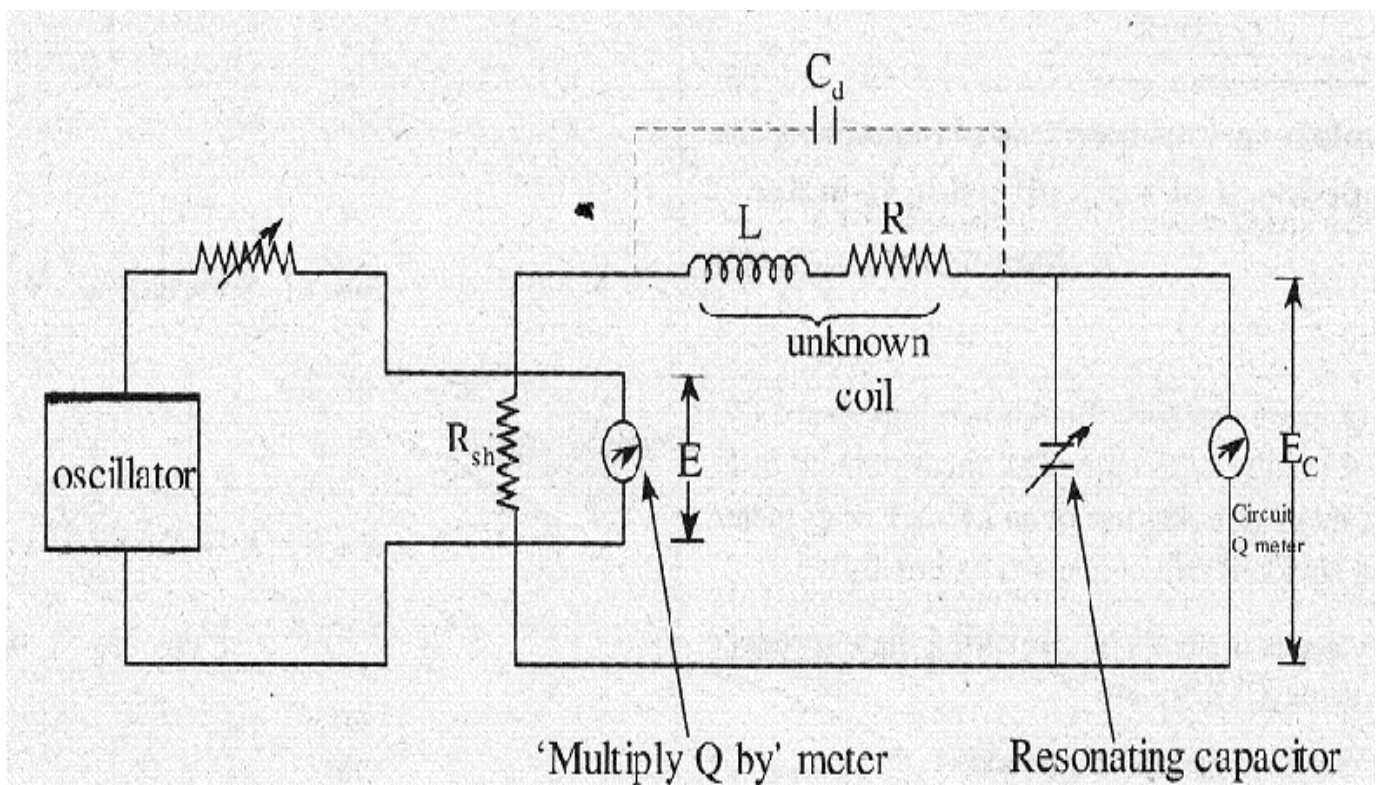 C_d
L
R
unknown
coil
oscillator
R_sh
E
E_C
Circuit
Q meter
‘Multiply Q by’ meter
Resonating capacitor